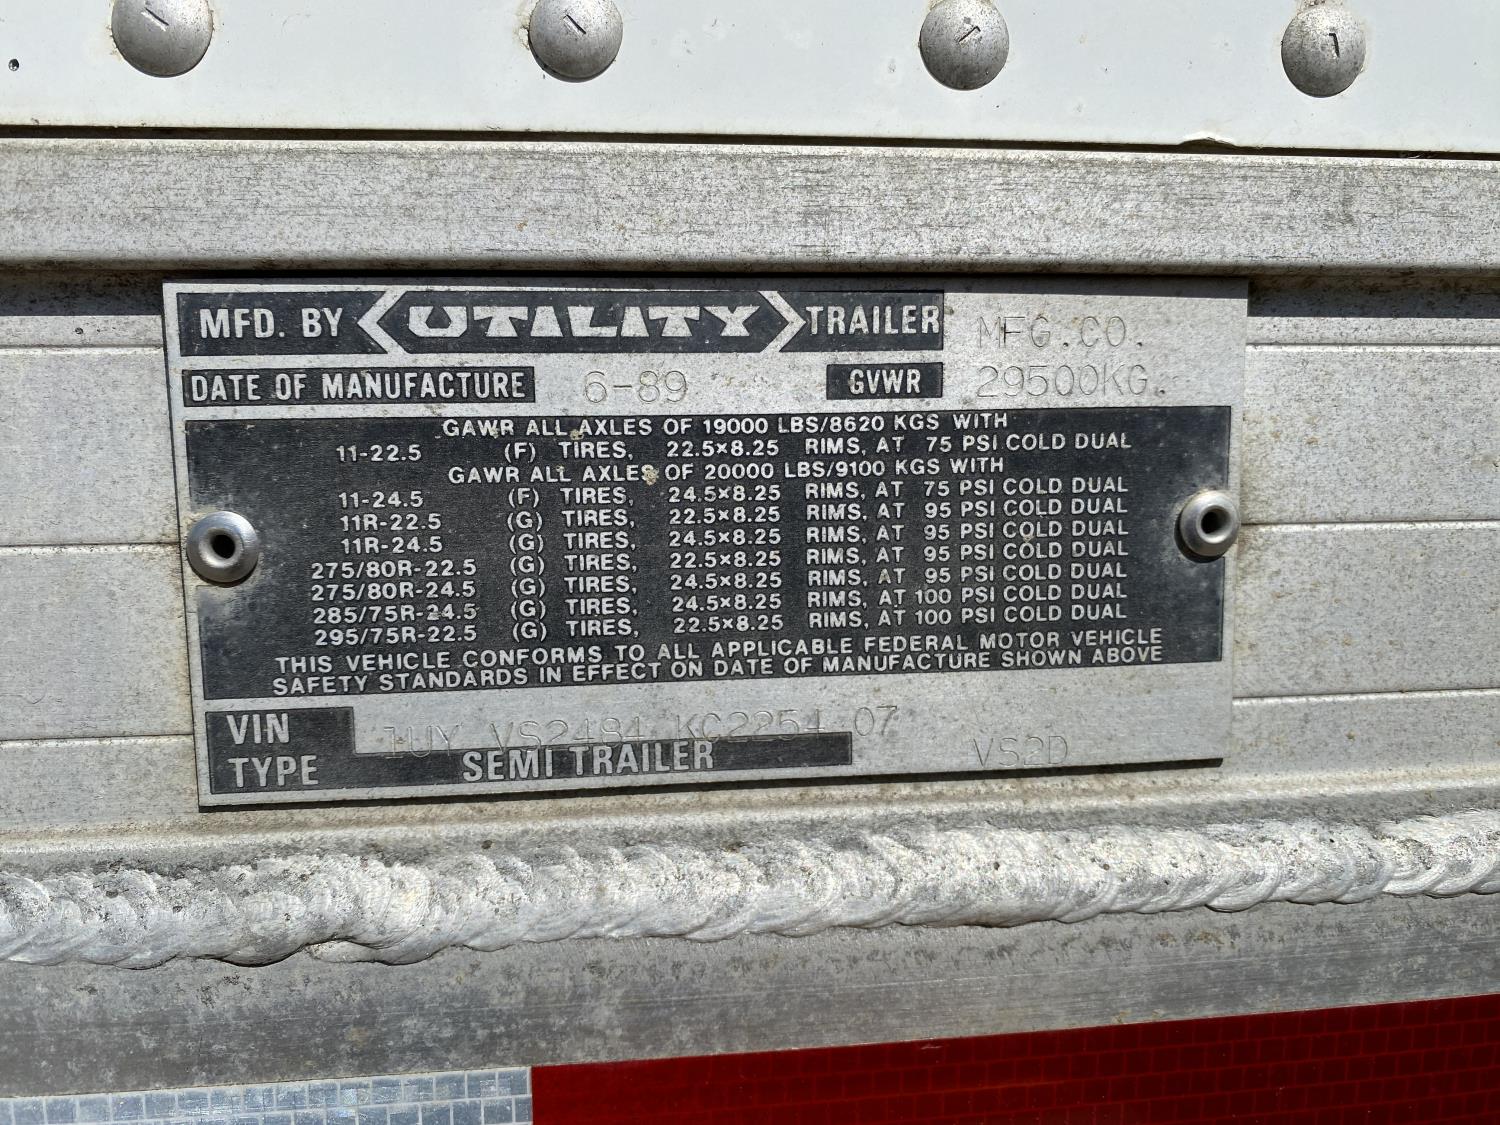 MFD. BY UTILITY TRAILER MFG.CO.
DATE OF MANUFACTURE 6-89 GVWR 29500KG.
GAWR ALL AXLES OF 19000 LBS/8620 KGS WITH
11-22.5 (F) TIRES, 22.5×8.25 RIMS, AT 75 PSI COLD DUAL
GAWR ALL AXLES OF 20000 LBS/9100 KGS WITH
11-24.5 (F) TIRES, 24.5×8.25 RIMS, AT 75 PSI COLD DUAL
11R-22.5 (G) TIRES, 22.5×8.25 RIMS, AT 95 PSI COLD DUAL
11R-24.5 (G) TIRES, 24.5×8.25 RIMS, AT 95 PSI COLD DUAL
275/80R-22.5 (G) TIRES, 22.5×8.25 RIMS, AT 95 PSI COLD DUAL
275/80R-24.5 (G) TIRES, 24.5×8.25 RIMS, AT 95 PSI COLD DUAL
285/75R-24.5 (G) TIRES, 24.5×8.25 RIMS, AT 100 PSI COLD DUAL
295/75R-22.5 (G) TIRES, 22.5×8.25 RIMS, AT 100 PSI COLD DUAL
THIS VEHICLE CONFORMS TO ALL APPLICABLE FEDERAL MOTOR VEHICLE
SAFETY STANDARDS IN EFFECT ON DATE OF MANUFACTURE SHOWN ABOVE
VIN 1UY VS2484 KC2254 07
TYPE SEMI TRAILER VS2D